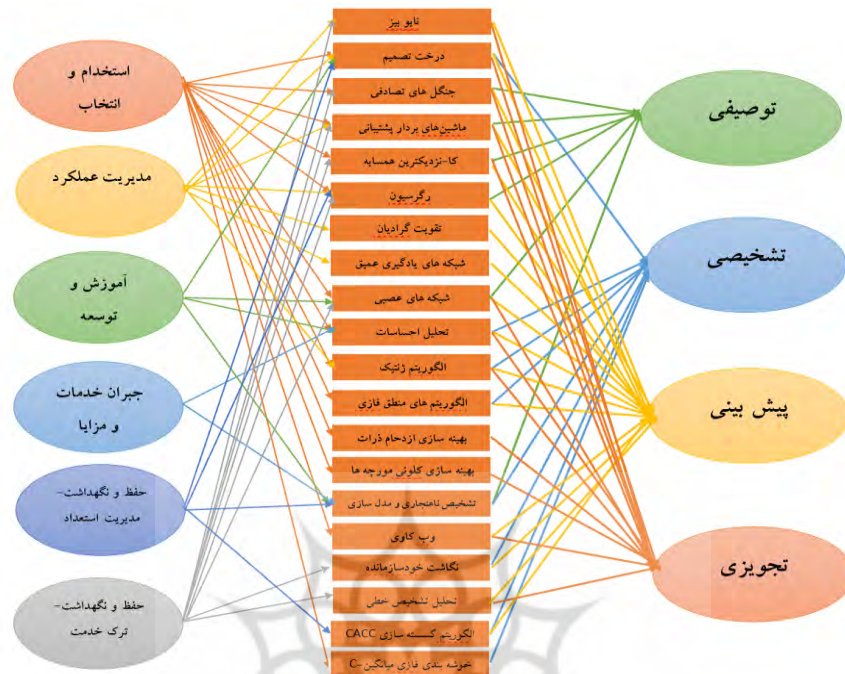 استخدام و
انتخاب
مدیریت عملکرد
آموزش و
توسعه
جبران خدمات
و مزایا
حفظ و نگهداشت-
مدیریت استعداد
حفظ و نگهداشت-
ترک خدمت
نایو بیز
درخت تصمیم
جنگل های تصادفی
ماشین‌های بردار پشتیبانی
کا-نزدیکترین همسایه
رگرسیون
تقویت گرادیان
شبکه های یادگیری عمیق
شبکه های عصبی
تحلیل احساسات
الگوریتم ژنتیک
الگوریتم های منطق فازی
بهینه سازی ازدحام ذرات
بهینه سازی کلونی مورچه ها
تشخیص ناهنجاری و مدل سازی
وب کاوی
نگاشت خودسازمانده
تحلیل تشخیص خطی
الگوریتم گسسته سازی CACC
خوشه بندی فازی میانگین -C
توصیفی
تشخیصی
پیش بینی
تجویزی